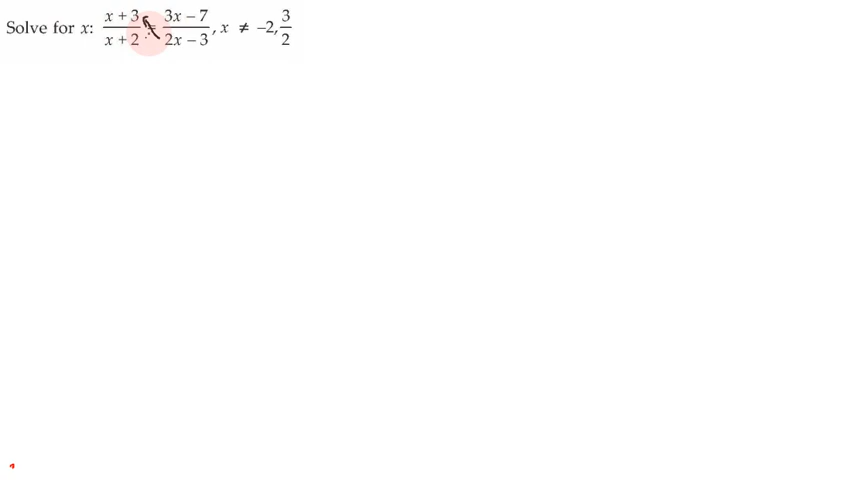 Solve for x: (x + 3)/(x + 2) = (3x – 7)/(2x – 3), x ≠ –2, 3/2